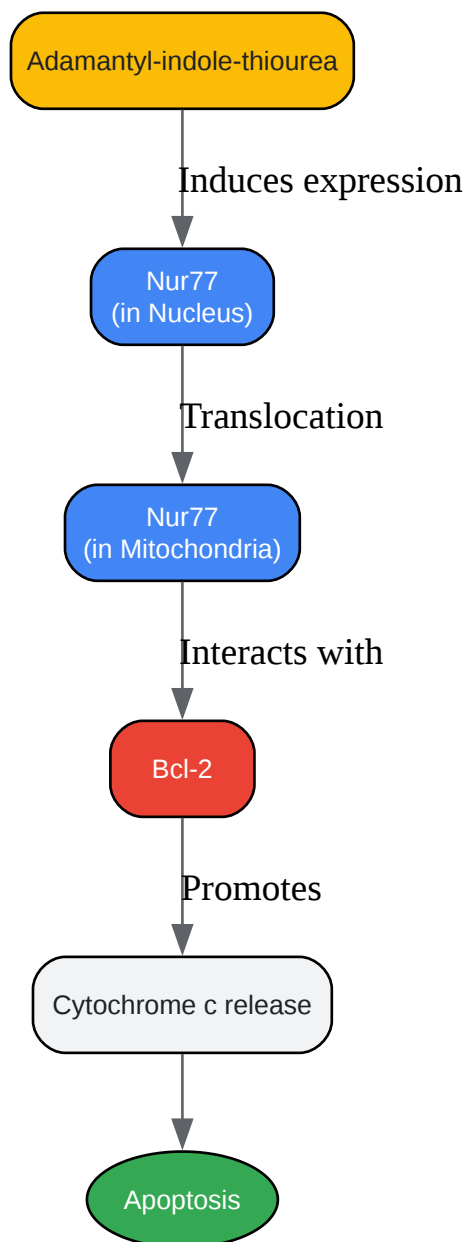 Adamantyl-indole-thiourea
Induces expression
Nur77
(in Nucleus)
Translocation
Nur77
(in Mitochondria)
Interacts with
Bcl-2
Promotes
Cytochrome c release
Apoptosis